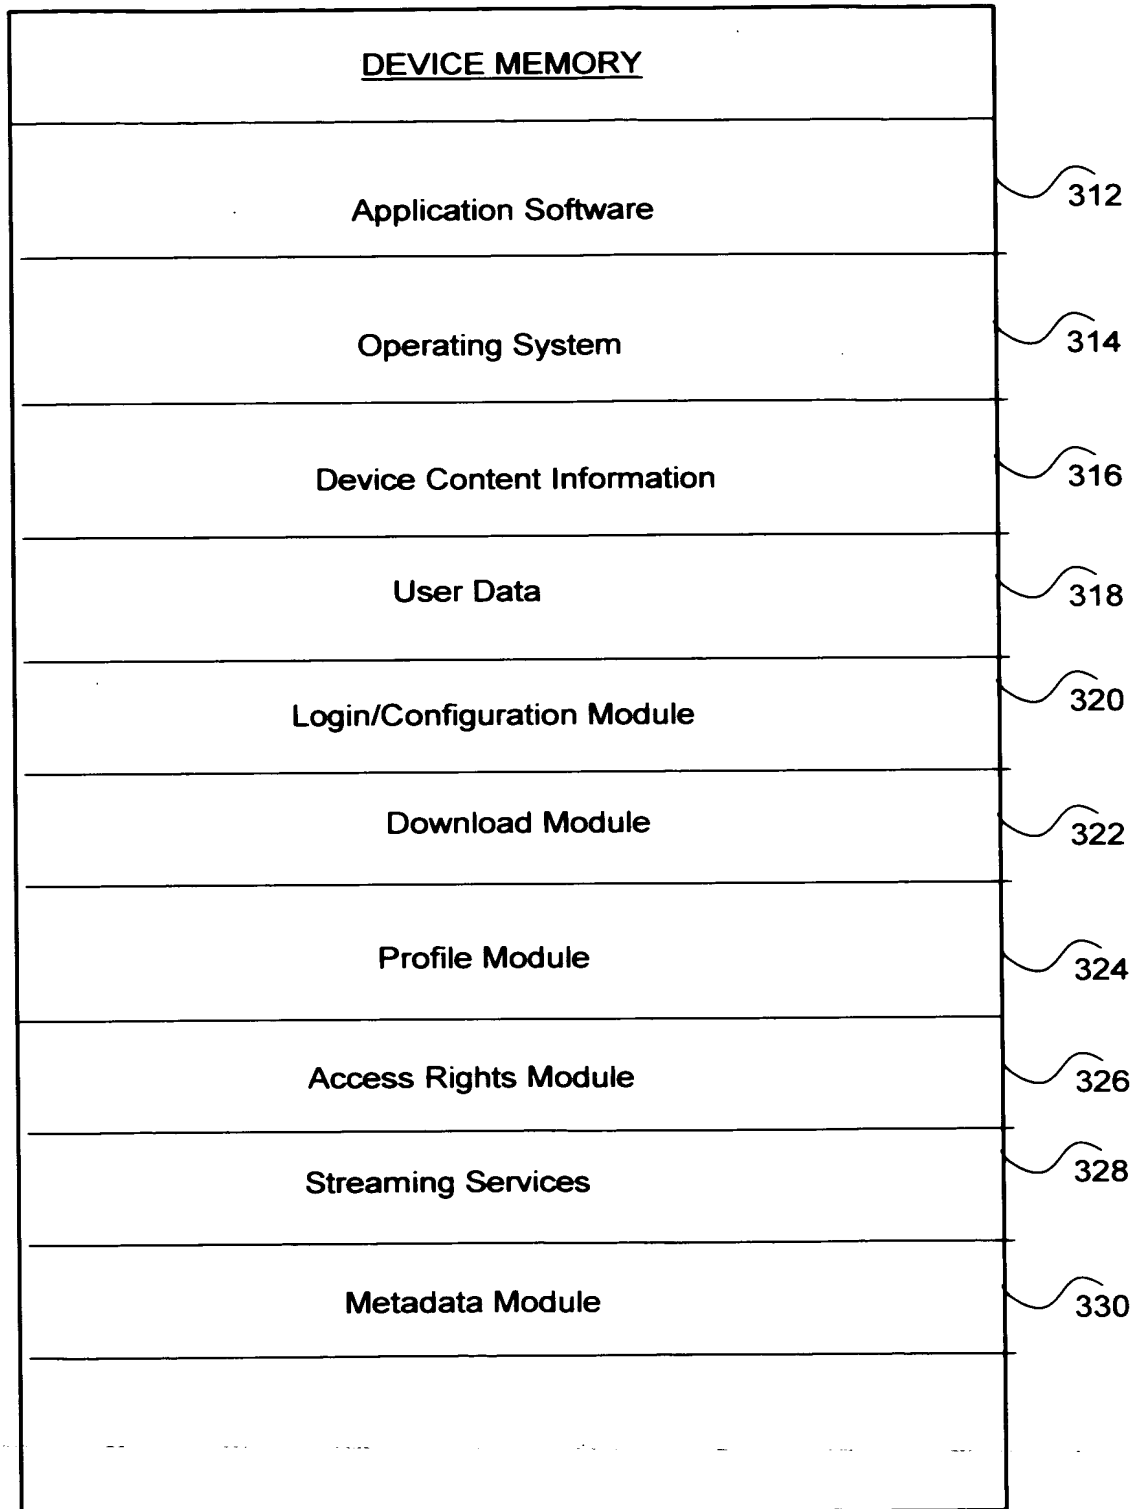 DEVICE MEMORY
Application Software 312
Operating System 314
Device Content Information 316
User Data 318
Login/Configuration Module 320
Download Module 322
Profile Module 324
Access Rights Module 326
Streaming Services 328
Metadata Module 330